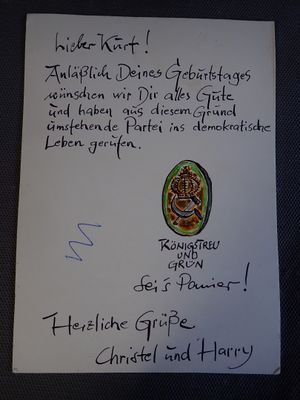 Lieber Kurt!
Anläßlich Deines Geburtstages
wünschen wir Dir alles Gute
und haben aus diesem Grund
umstehende Partei ins demokratische
Leben gerufen.
KÖNIGSTREU
UND
GRÜN
Sei's Panier!
Herzliche Grüße
Christel und Harry